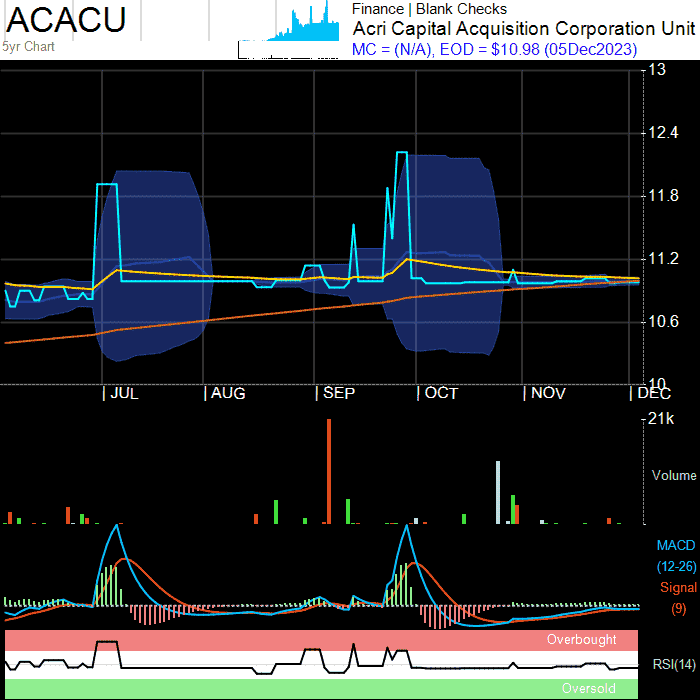 ACACU
5yr Chart
Finance | Blank Checks
Acri Capital Acquisition Corporation Unit
MC = (N/A), EOD = $10.98 (05Dec2023)
13
12.4
11.8
11.2
10.6
10
| JUL | AUG | SEP | OCT | NOV | DEC
21k
Volume
MACD
(12-26)
Signal
(9)
Overbought
RSI(14)
Oversold